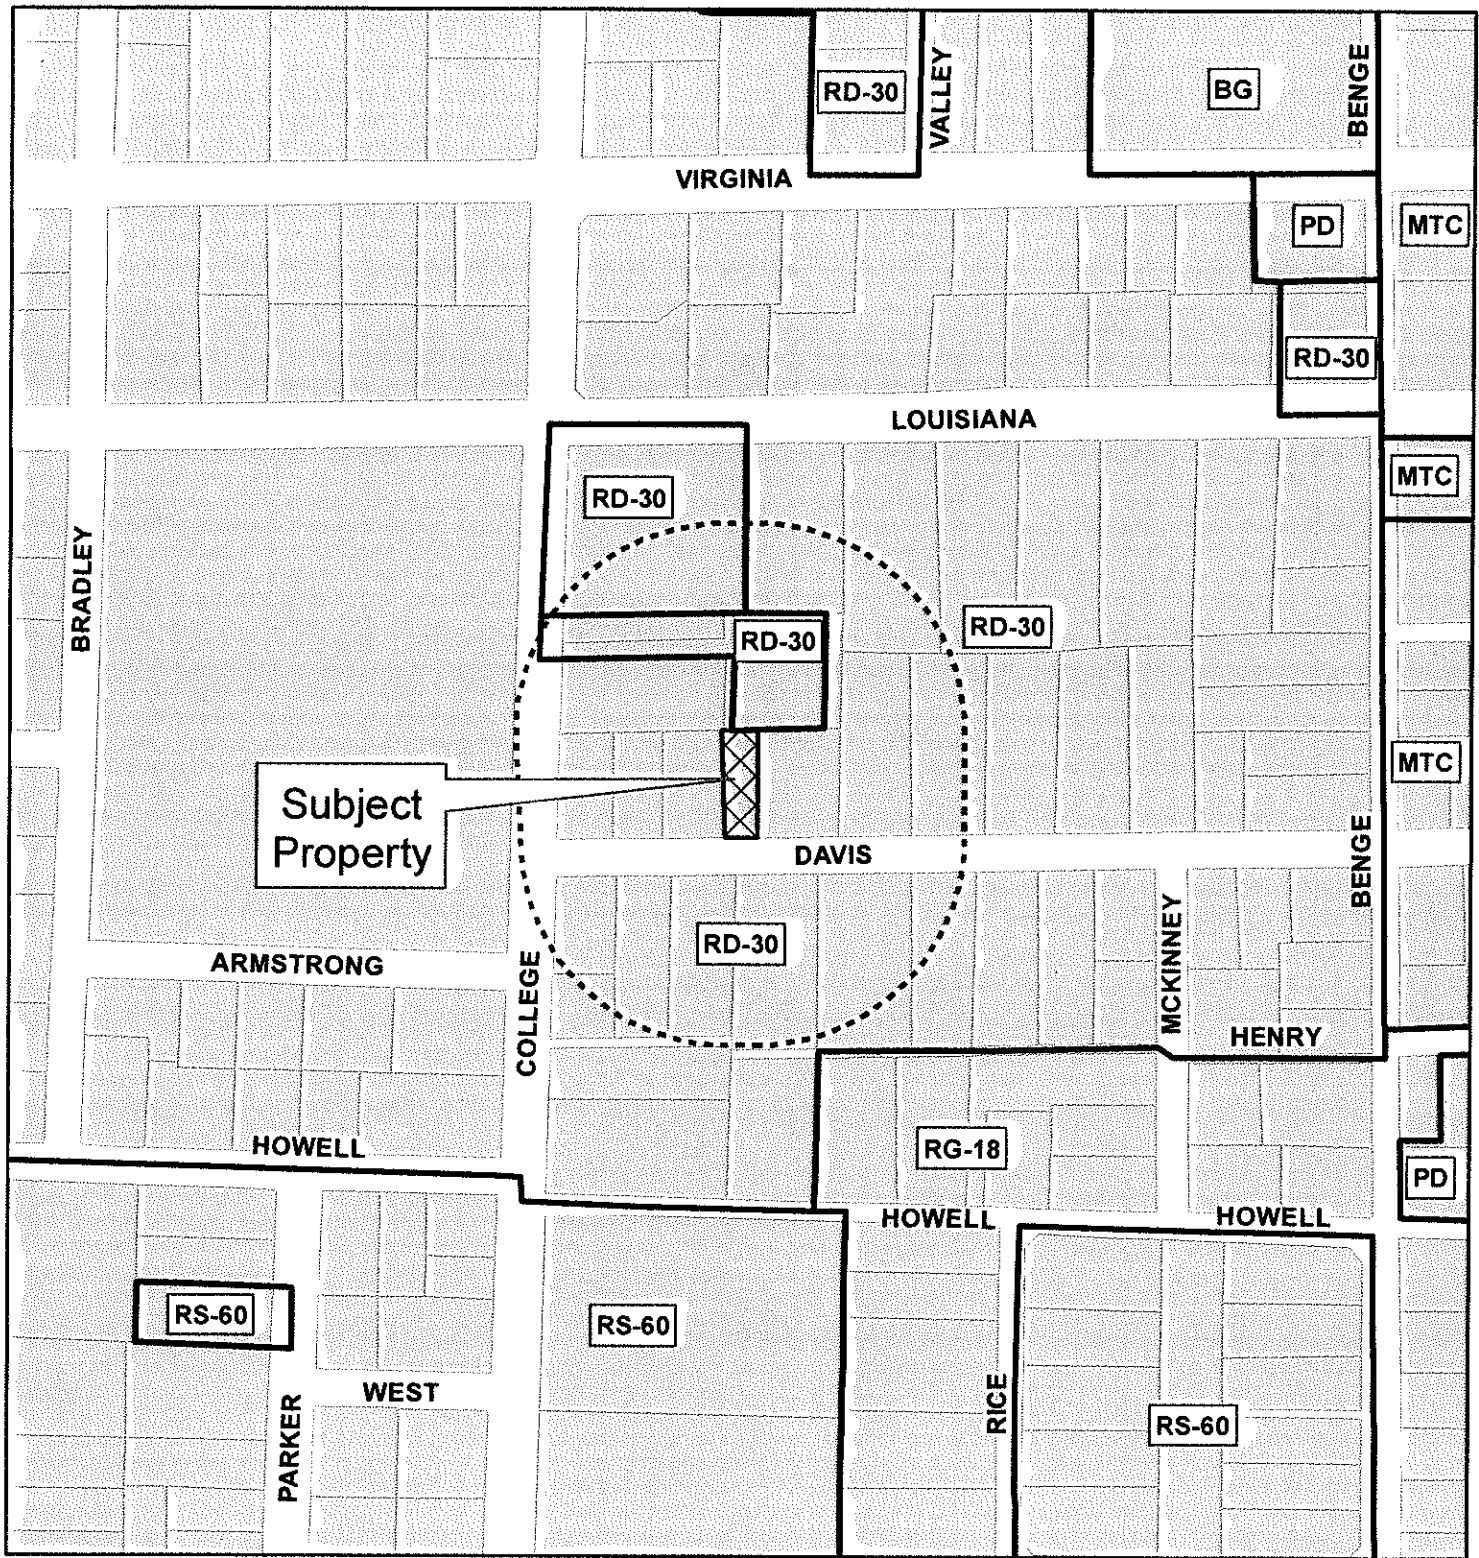 RD-30
VALLEY
BG
BENGE
VIRGINIA
PD
MTC
RD-30
LOUISIANA
MTC
RD-30
BRADLEY
RD-30
RD-30
MTC
Subject
Property
DAVIS
BENGE
RD-30
MCKINNEY
ARMSTRONG
COLLEGE
HENRY
HOWELL
RG-18
PD
HOWELL
HOWELL
RS-60
RS-60
WEST
PARKER
RICE
RS-60